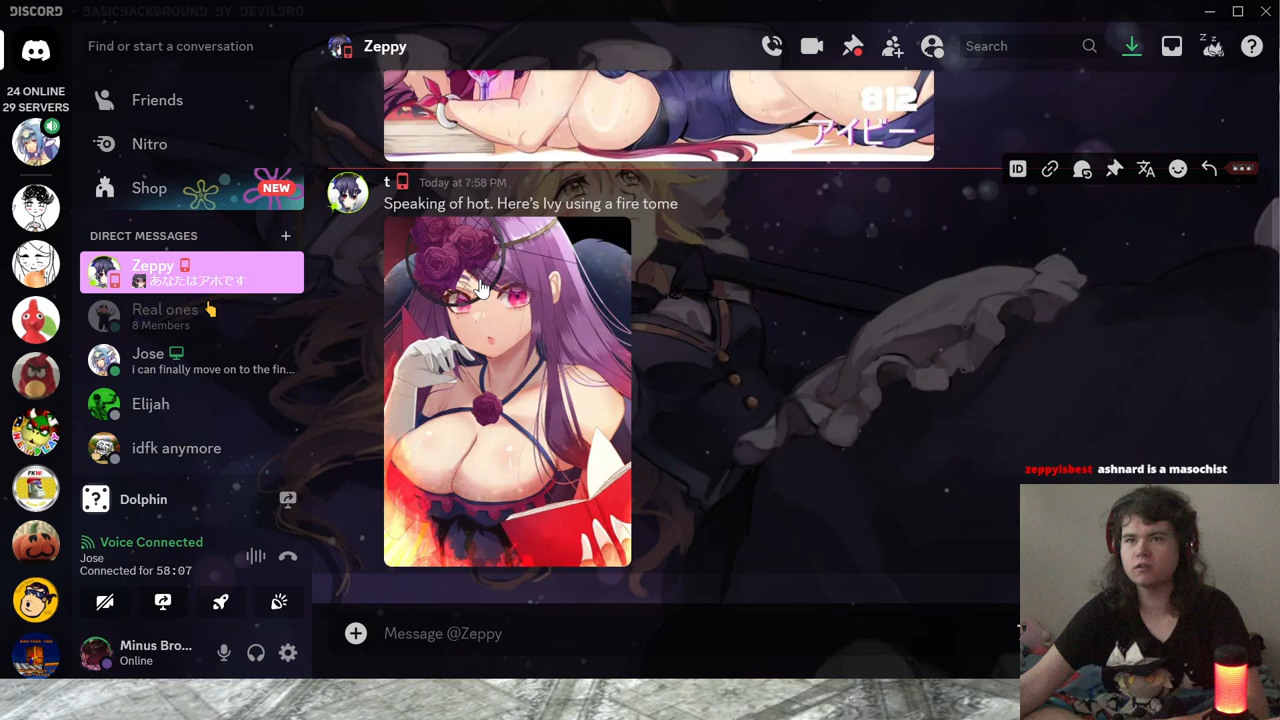 DISCORD - BASICBACKGROUND BY DEVILBRO
Find or start a conversation
Zeppy
Search
24 ONLINE
29 SERVERS
Friends
Nitro
Shop
NEW
DIRECT MESSAGES
Zeppy
あなたはアホです
Real ones 👆
8 Members
Jose
i can finally move on to the fin...
Elijah
idfk anymore
Dolphin
Voice Connected
Jose
Connected for 58:07
Minus Bro...
Online
812
アイビー
ID
t Today at 7:58 PM
Speaking of hot. Here's Ivy using a fire tome
Message @Zeppy
zeppyisbest ashnard is a masochist